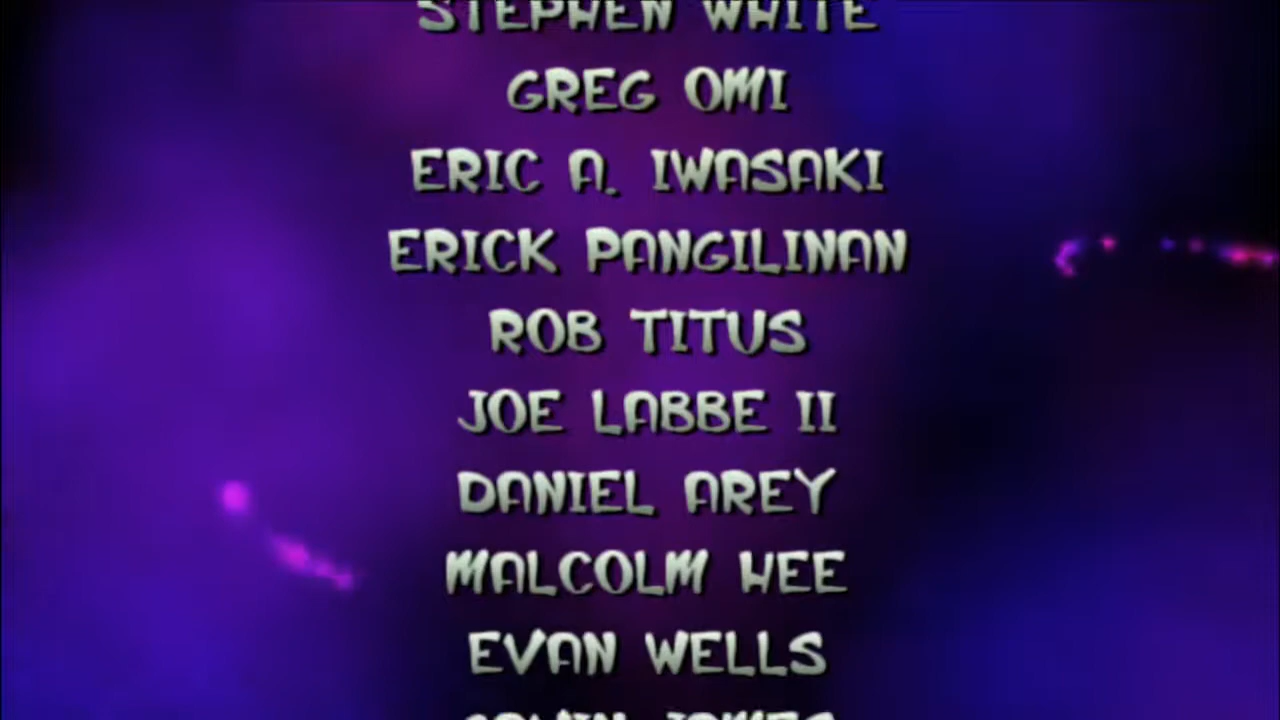 STEPHEN WHITE
GREG OMI
ERIC A. IWASAKI
ERICK PANGILINAN
ROB TITUS
JOE LABBE II
DANIEL AREY
MALCOLM HEE
EVAN WELLS